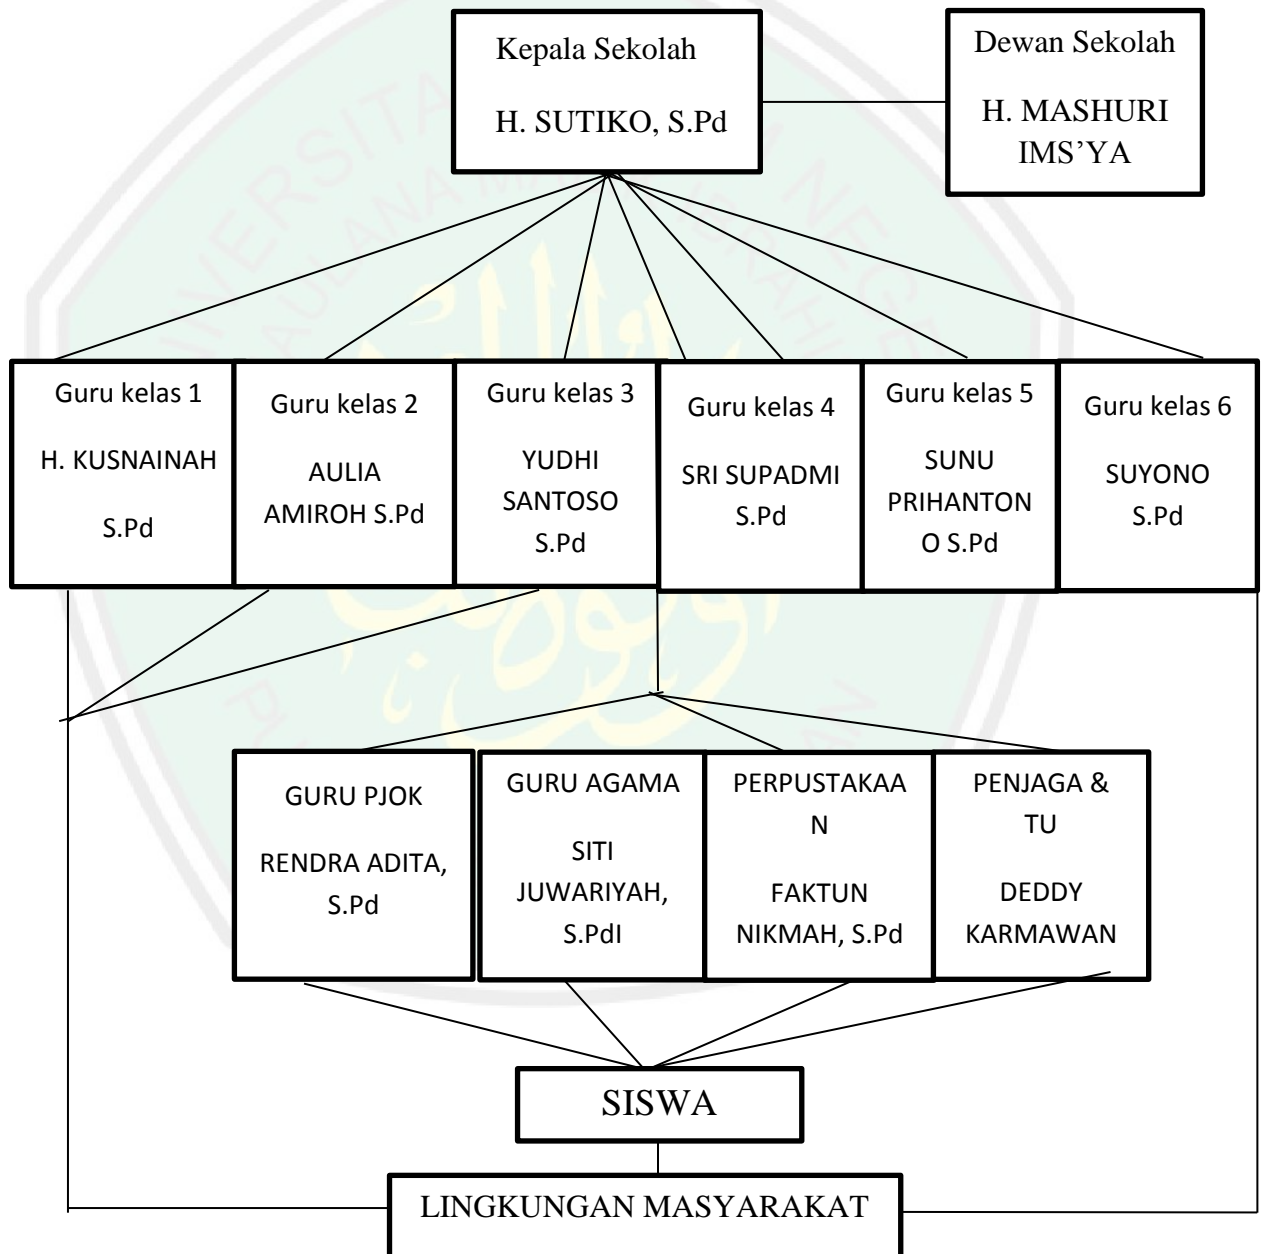 Kepala Sekolah
H. SUTIKO, S.Pd
Dewan Sekolah
H. MASHURI
IMS’YA
Guru kelas 1
H. KUSNAINAH
S.Pd
Guru kelas 2
AULIA
AMIROH S.Pd
Guru kelas 3
YUDHI
SANTOSO
S.Pd
Guru kelas 4
SRI SUPADMI
S.Pd
Guru kelas 5
SUNU
PRIHANTON
O S.Pd
Guru kelas 6
SUYONO
S.Pd
GURU PJOK
RENDRA ADITA,
S.Pd
GURU AGAMA
SITI
JUWARIYAH,
S.PdI
PERPUSTAKAA
N
FAKTUN
NIKMAH, S.Pd
PENJAGA &
TU
DEDDY
KARMAWAN
SISWA
LINGKUNGAN MASYARAKAT